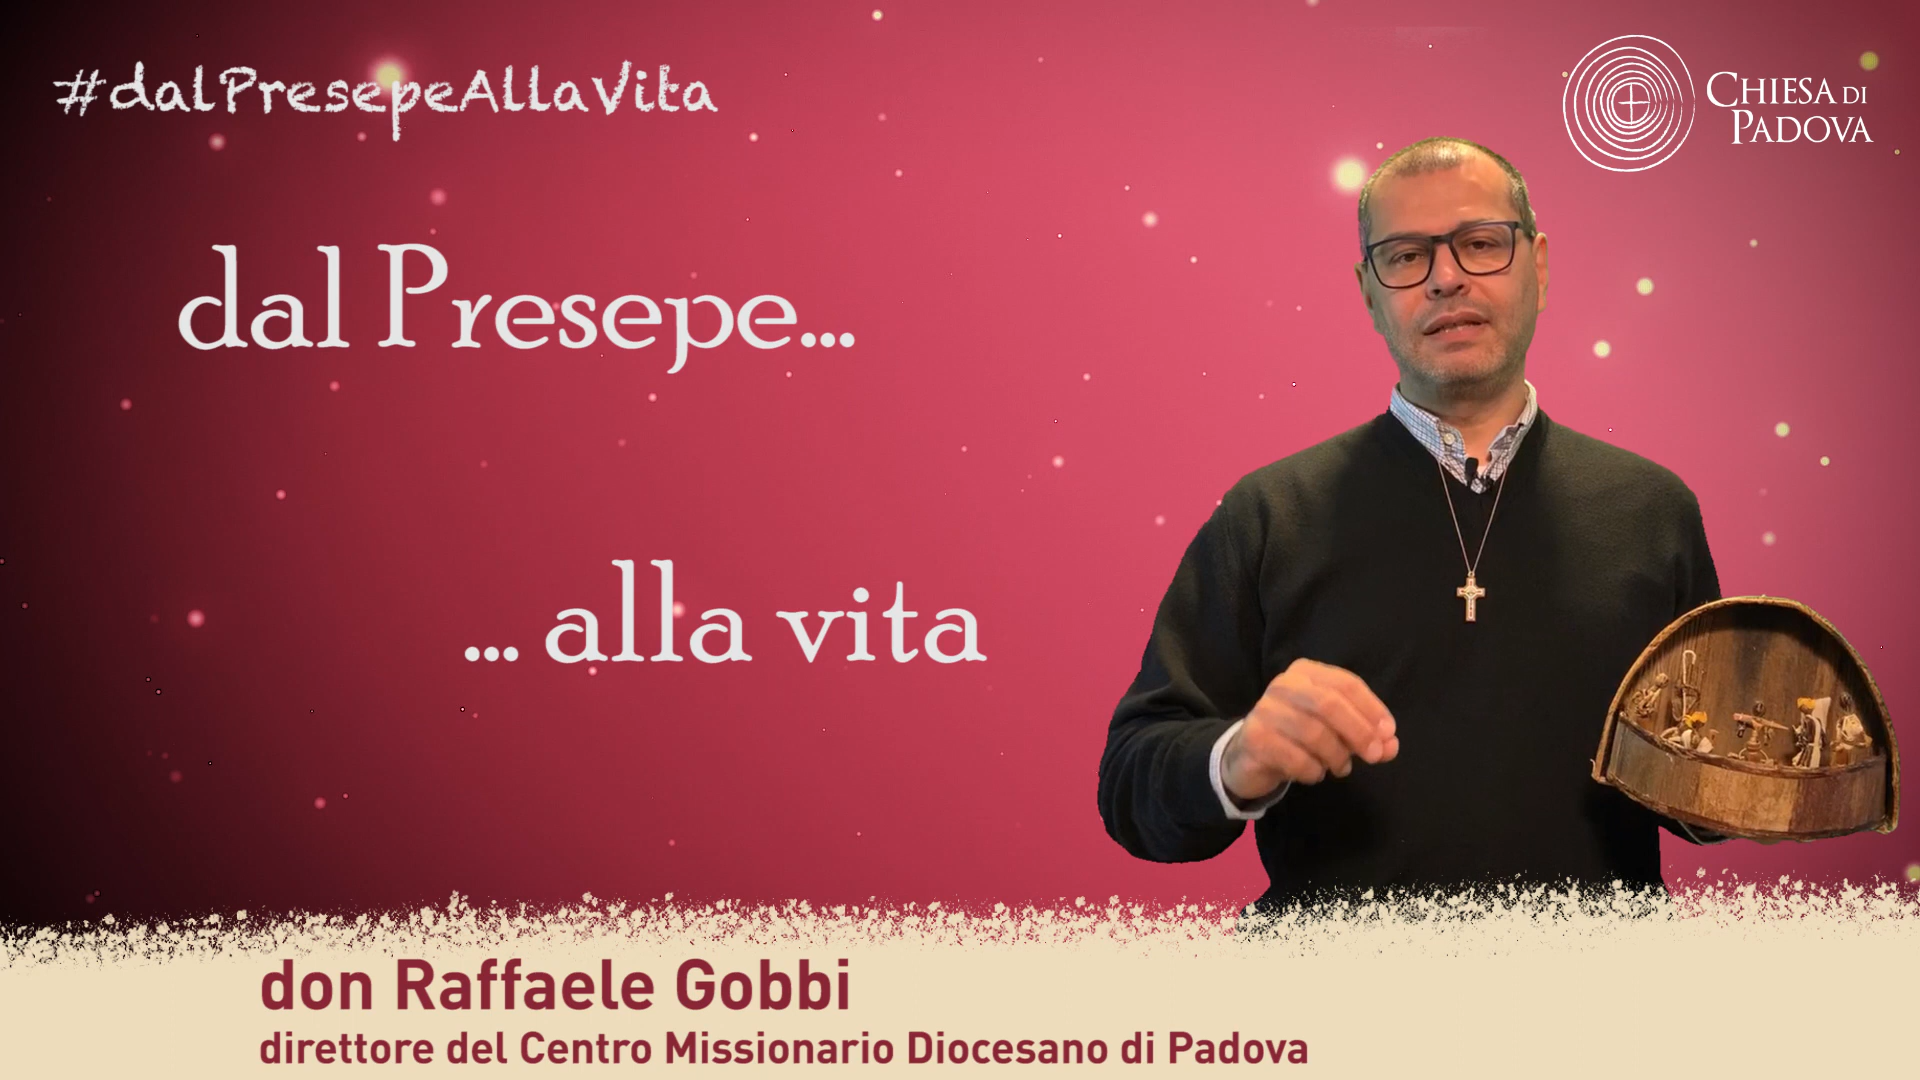 #dalPresepeAllaVita
CHIESA DI
PADOVA
dal Presepe...
... alla vita
don Raffaele Gobbi
direttore del Centro Missionario Diocesano di Padova